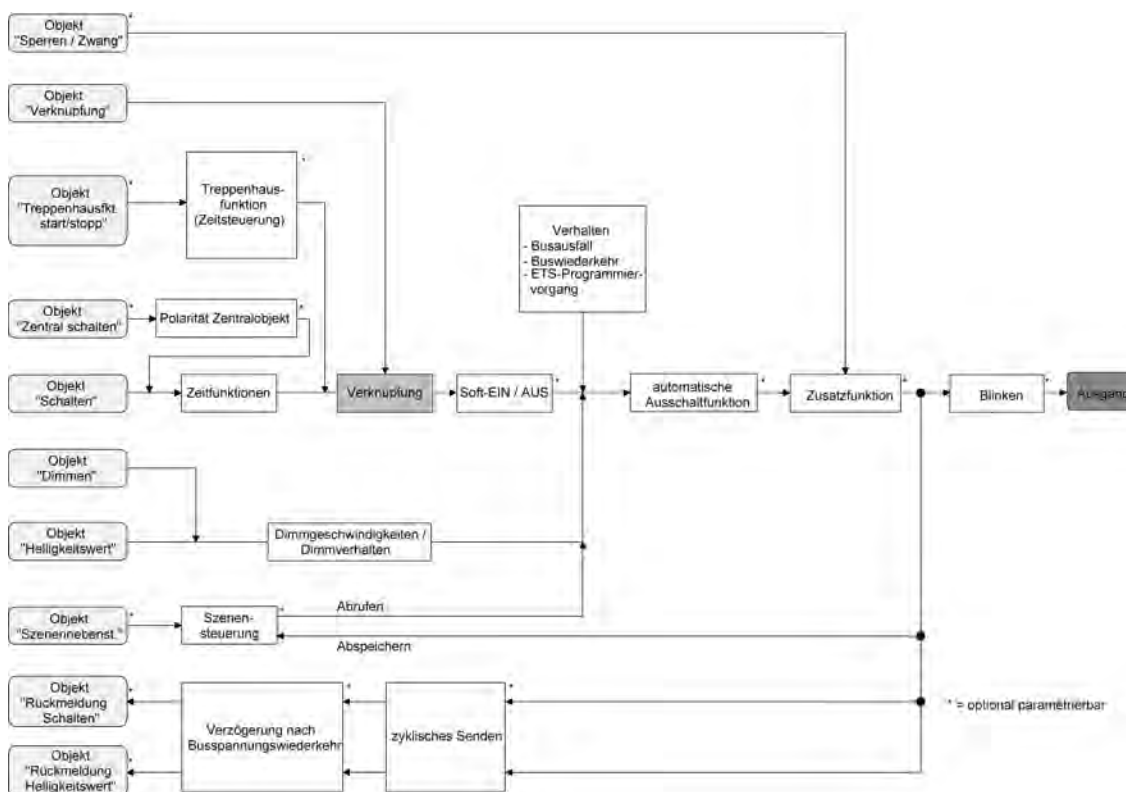 Objekt
"Sperren / Zwang"
*
Objekt
"Verknüpfung"
Objekt
"Treppenhausfkt.
start/stopp"
*
Treppenhaus-
funktion
(Zeitsteuerung)
*
Verhalten
- Busausfall
- Buswiederkehr
- ETS-Programmier-
vorgang
Objekt
"Zentral schalten"
*
Polarität Zentralobjekt
*
Objekt
"Schalten"
Zeitfunktionen
*
Verknüpfung
*
Soft-EIN / AUS
*
automatische
Ausschaltfunktion
*
Zusatzfunktion
*
Blinken
*
Ausgang
Objekt
"Dimmen"
Objekt
"Helligkeitswert"
Dimmgeschwindigkeiten /
Dimmverhalten
Objekt
"Szenennebenst."
*
Szenen-
steuerung
*
Abrufen
Abspeichern
Objekt
"Rückmeldung
Schalten"
*
Verzögerung nach
Busspannungswiederkehr
*
zyklisches Senden
*
* = optional parametrierbar
Objekt
"Rückmeldung
Helligkeitswert"
*